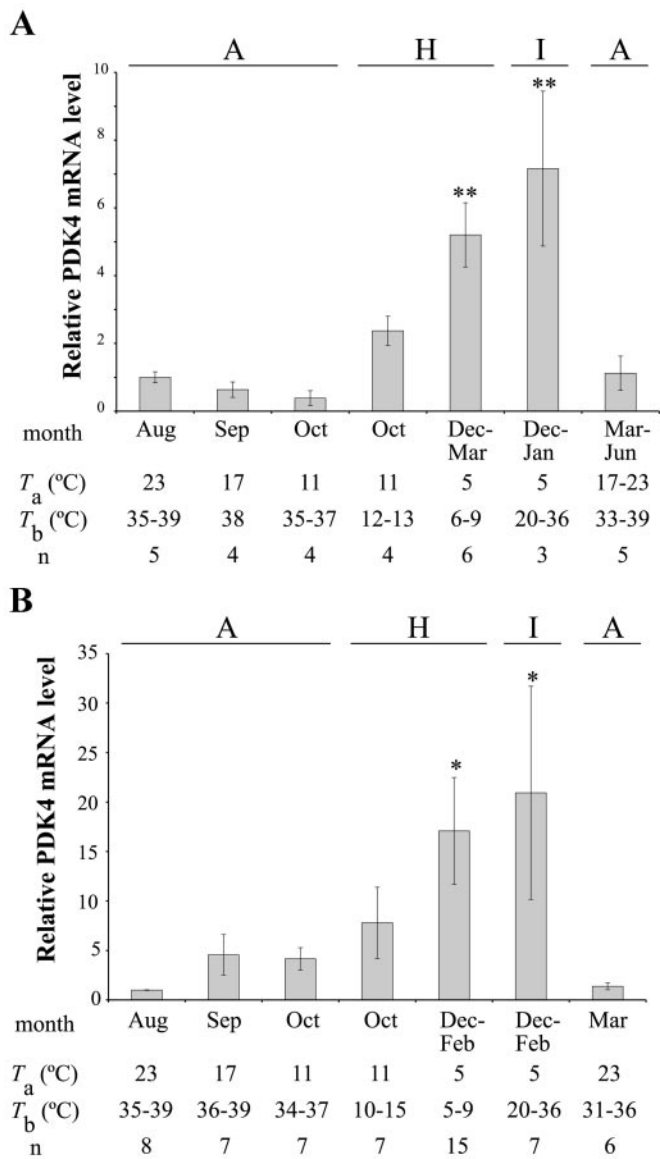 A
A H I A
Relative PDK4 mRNA level
10
8
6
4
2
0
** **
month Aug Sep Oct Oct Dec-Mar Dec-Jan Mar-Jun
Ta (ºC) 23 17 11 11 5 5 17-23
Tb (ºC) 35-39 38 35-37 12-13 6-9 20-36 33-39
n 5 4 4 4 6 3 5
B
A H I A
Relative PDK4 mRNA level
35
30
25
20
15
10
5
0
* *
month Aug Sep Oct Oct Dec-Feb Dec-Feb Mar
Ta (ºC) 23 17 11 11 5 5 23
Tb (ºC) 35-39 36-39 34-37 10-15 5-9 20-36 31-36
n 8 7 7 7 15 7 6